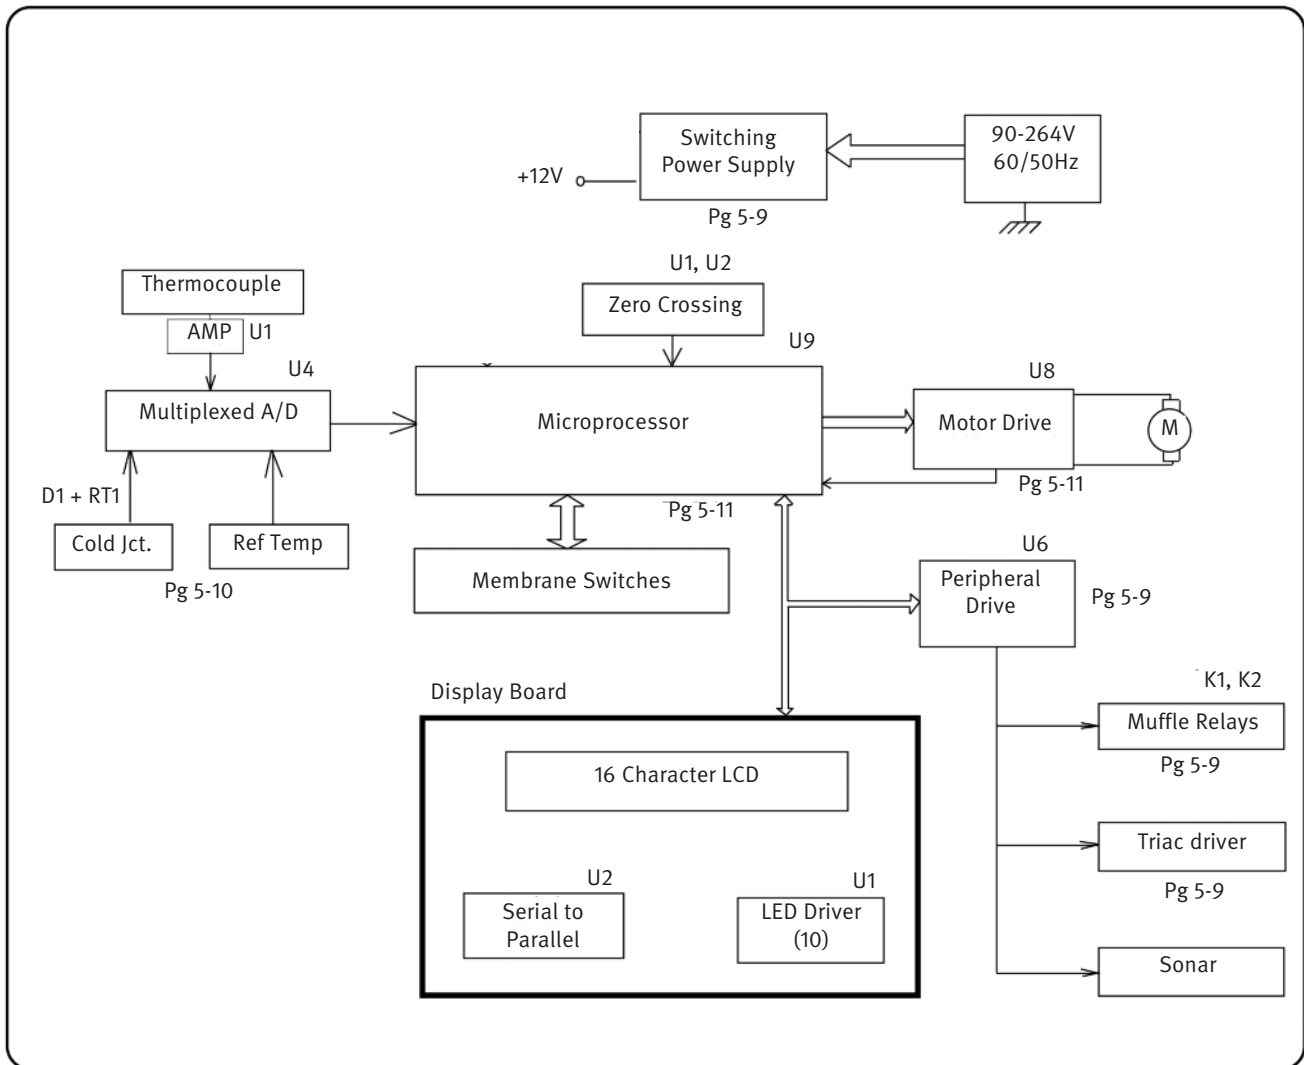 Switching
Power Supply
90-264V
60/50Hz
+12V
Pg 5-9
U1, U2
Thermocouple
Zero Crossing
AMP U1
U9
U4
U8
Multiplexed A/D
Microprocessor
Motor Drive
M
D1 + RT1
Pg 5-11
Pg 5-11
Cold Jct.
Ref Temp
U6
Membrane Switches
Peripheral
Drive
Pg 5-10
Pg 5-9
Display Board
K1, K2
Muffle Relays
16 Character LCD
Pg 5-9
Triac driver
U2
U1
Pg 5-9
Serial to
Parallel
LED Driver
(10)
Sonar